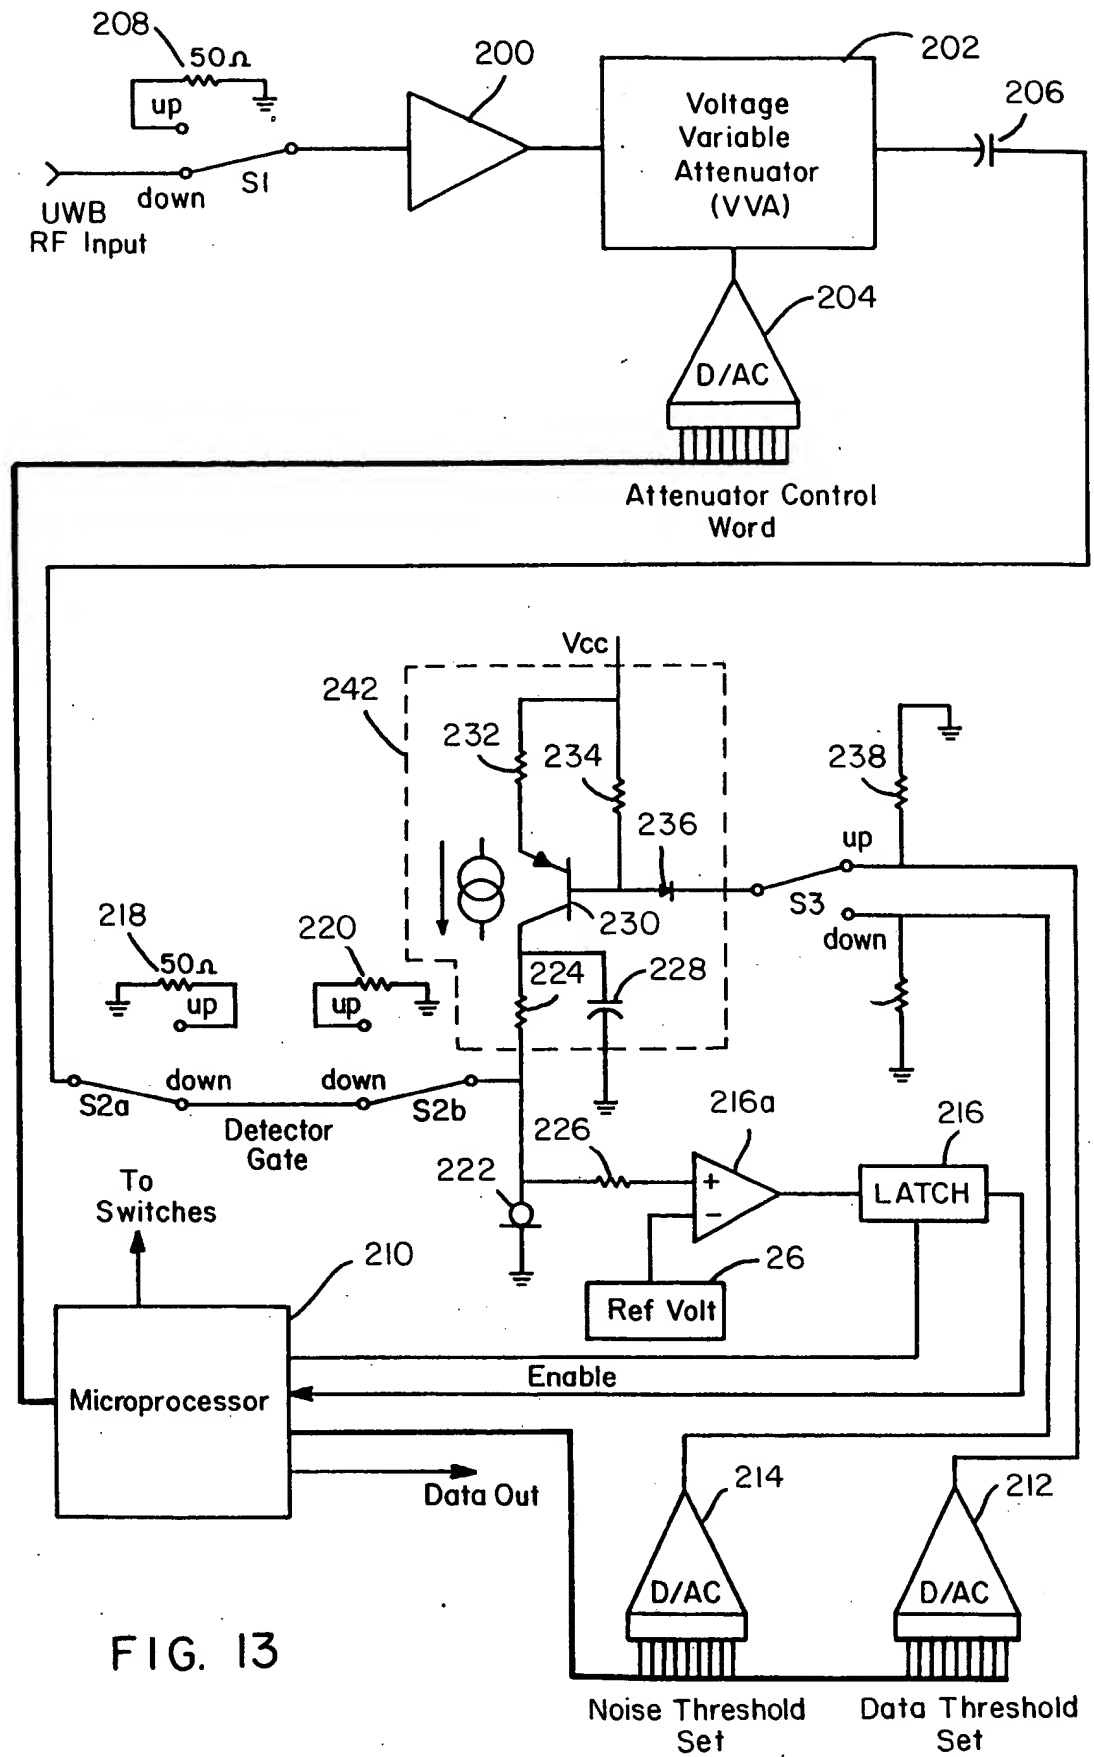 208
50Ω
up
UWB
RF Input
down
S1
200
202
Voltage
Variable
Attenuator
(VVA)
206
204
D/AC
Attenuator Control
Word
Vcc
242
232
234
236
230
238
up
S3
down
218
50Ω
up
220
up
224
228
S2a
down
down
S2b
Detector
Gate
226
216a
216
222
+
−
LATCH
26
Ref Volt
To
Switches
210
Microprocessor
Enable
Data Out
214
212
D/AC
D/AC
FIG. 13
Noise Threshold
Set
Data Threshold
Set